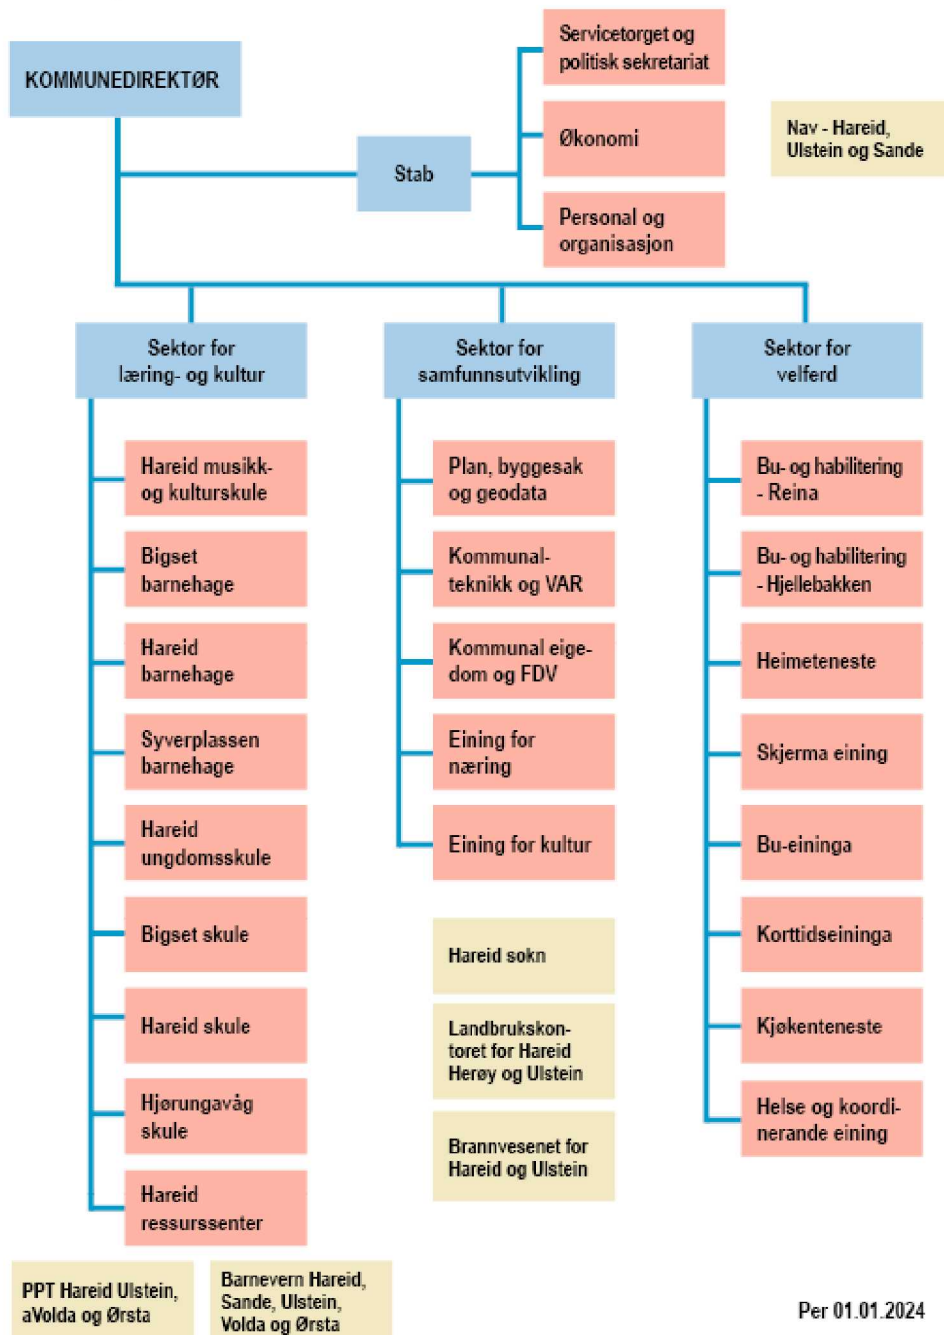 KOMMUNEDIREKTØR
Stab
Servicetorget og
politisk sekretariat
Økonomi
Personal og
organisasjon
Nav - Hareid,
Ulstein og Sande
Sektor for
læring- og kultur
Hareid musikk-
og kulturskule
Bigset
barnehage
Hareid
barnehage
Syverplassen
barnehage
Hareid
ungdomsskule
Bigset skule
Hareid skule
Hjørungavåg
skule
Hareid
ressurssenter
PPT Hareid Ulstein,
aVolda og Ørsta
Barnevern Hareid,
Sande, Ulstein,
Volda og Ørsta
Sektor for
samfunnsutvikling
Plan, byggesak
og geodata
Kommunal-
teknikk og VAR
Kommunal eige-
dom og FDV
Eining for
næring
Eining for kultur
Hareid sokn
Landbrukskon-
toret for Hareid
Herøy og Ulstein
Brannvesenet for
Hareid og Ulstein
Sektor for
velferd
Bu- og habilitering
- Reina
Bu- og habilitering
- Hjellebakken
Heimeteneste
Skjerma eining
Bu-eininga
Korttidseininga
Kjøkenteneste
Helse og koordi-
nerande eining
Per 01.01.2024